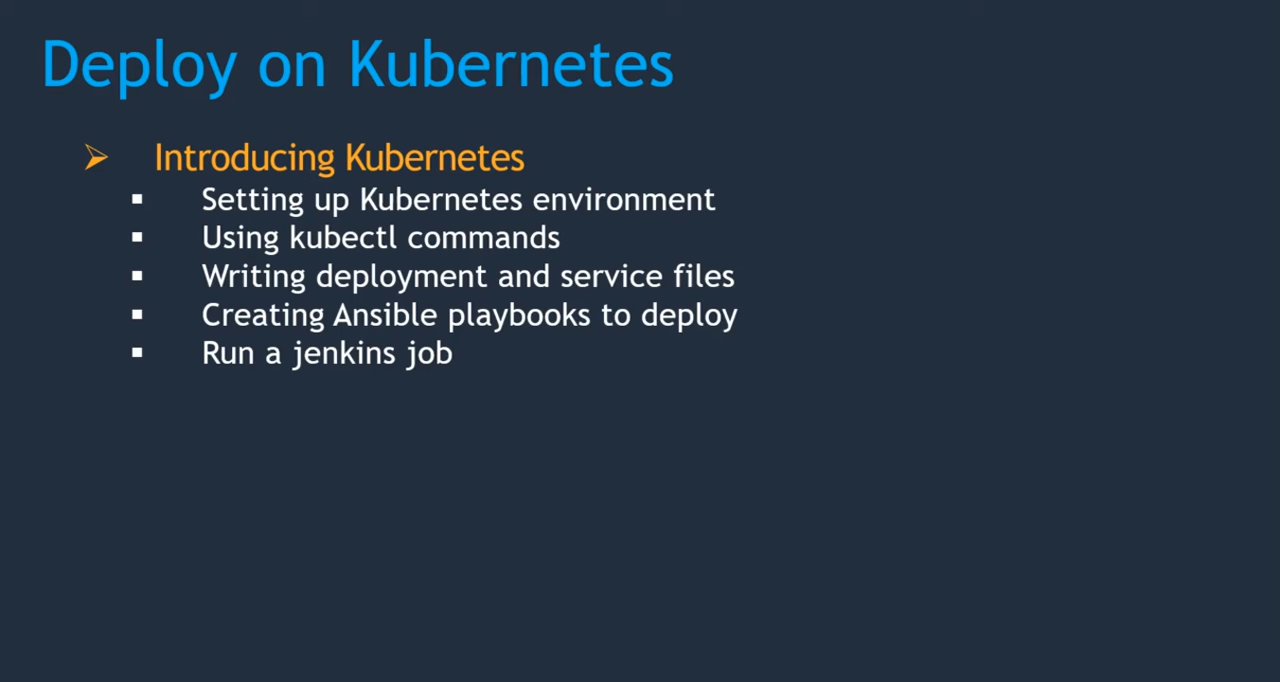 Deploy on Kubernetes
➢ Introducing Kubernetes
▪ Setting up Kubernetes environment
▪ Using kubectl commands
▪ Writing deployment and service files
▪ Creating Ansible playbooks to deploy
▪ Run a jenkins job